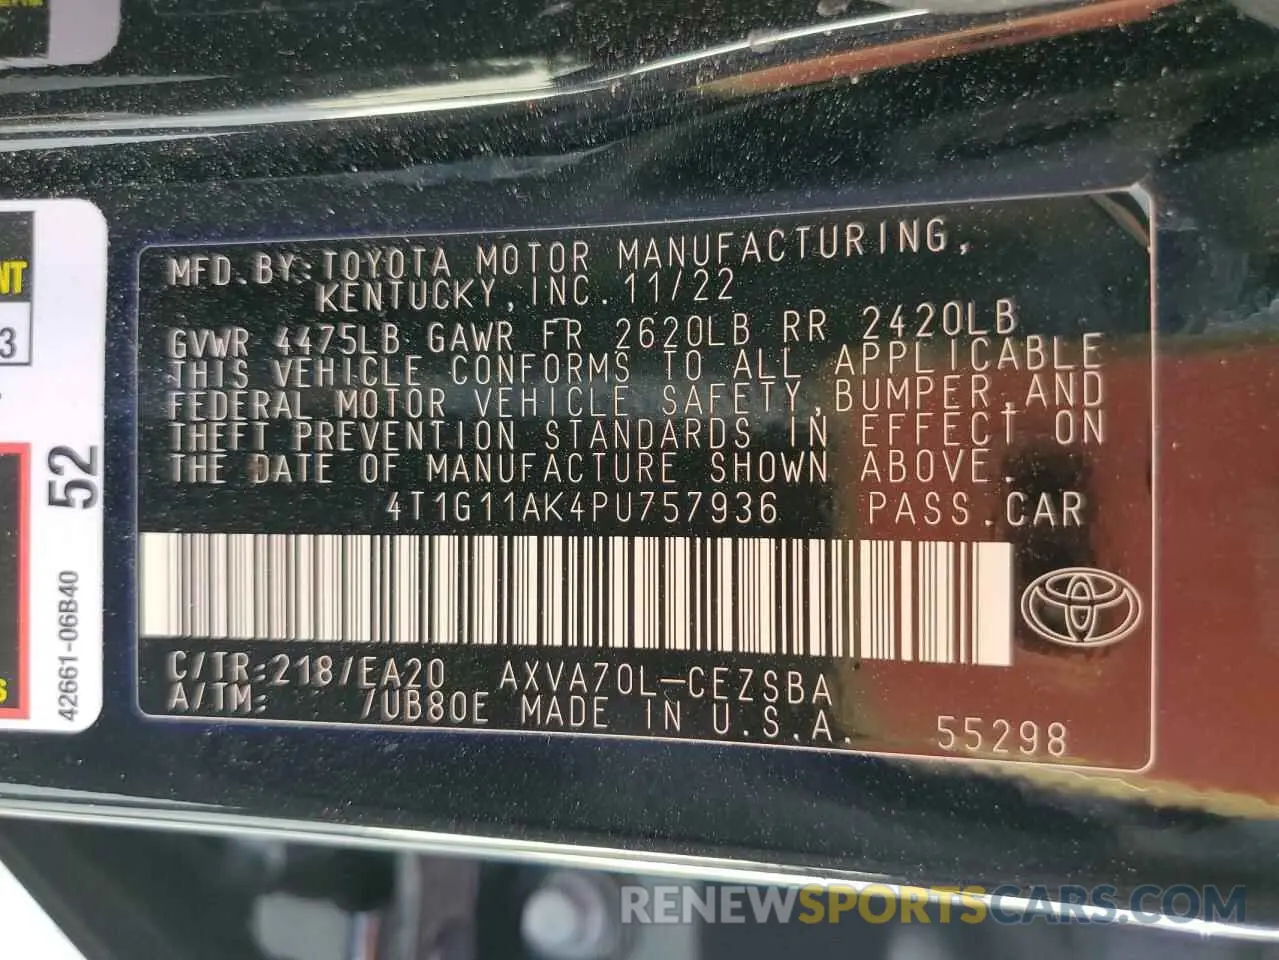 MFD. BY: TOYOTA MOTOR MANUFACTURING,
KENTUCKY, INC. 11/22
GVWR 4475LB GAWR FR 2620LB RR 2420LB
THIS VEHICLE CONFORMS TO ALL APPLICABLE
FEDERAL MOTOR VEHICLE SAFETY, BUMPER, AND
THEFT PREVENTION STANDARDS IN EFFECT ON
THE DATE OF MANUFACTURE SHOWN ABOVE.
4T1G11AK4PU757936 PASS. CAR
C/TR: 218/EA20 AXVA70L-CEZSBA
A/TM: /UB80E MADE IN U.S.A. 55298
NT
3
52
42661-06B40
S
RENEWSPORTSCARS.COM